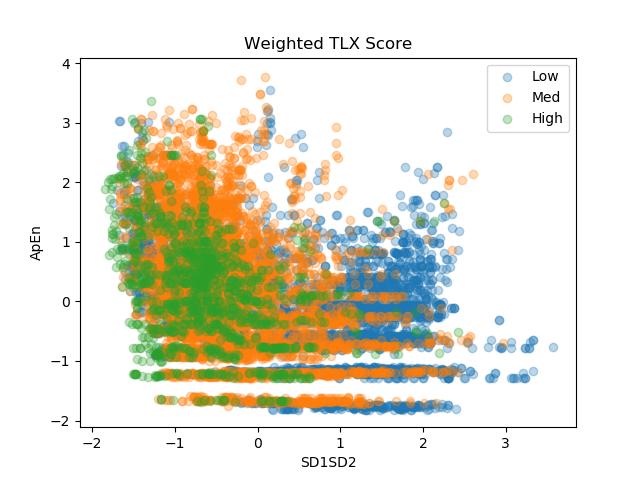 Weighted TLX Score
4
3
2
1
0
−1
−2
ApEn
Low
Med
High
−2 −1 0 1 2 3
SD1SD2